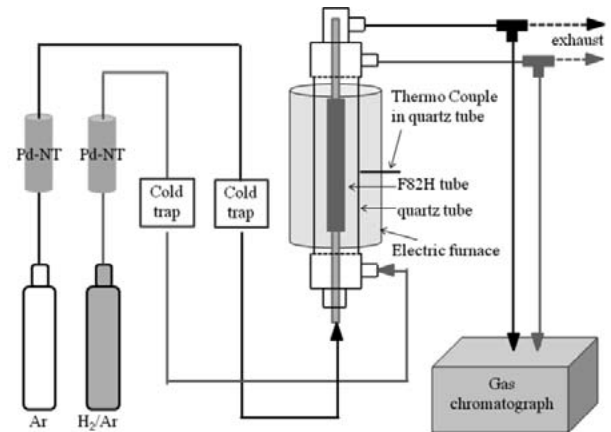 exhaust
Thermo Couple
in quartz tube
Pd-NT
Pd-NT
Cold
trap
Cold
trap
F82H tube
quartz tube
Electric furnace
Gas
chromatograph
Ar
H₂/Ar